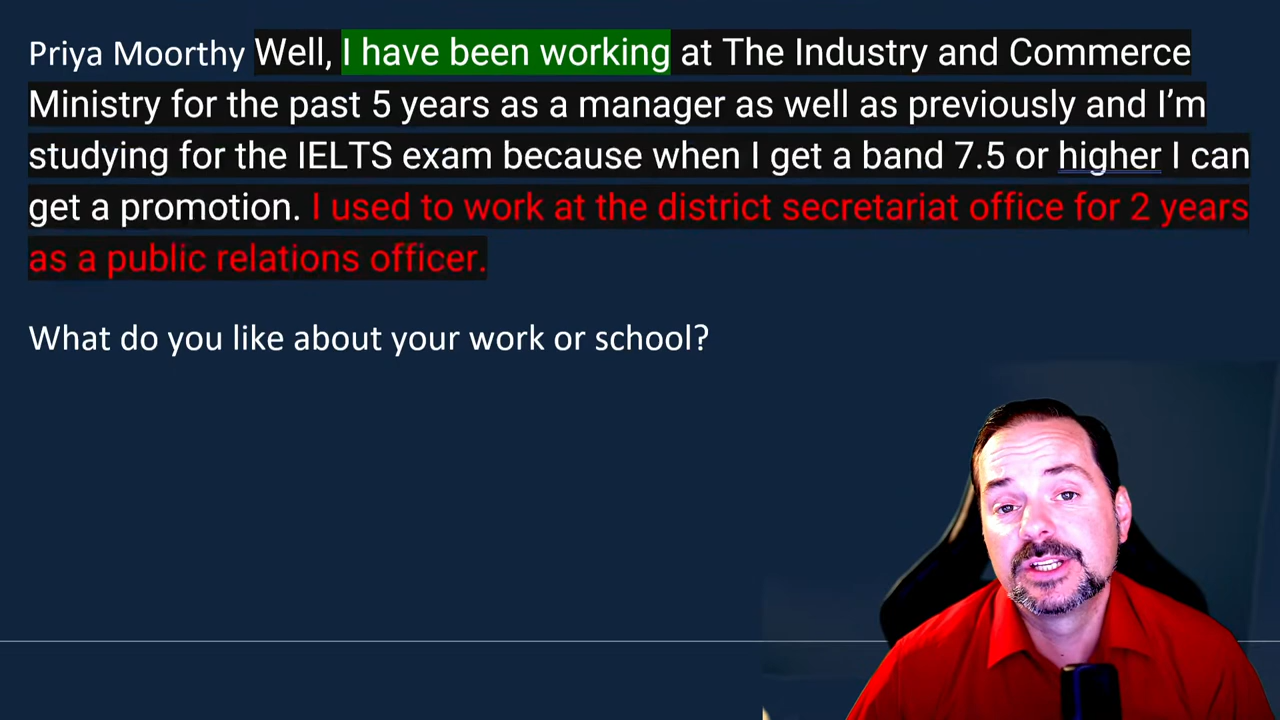 Priya Moorthy Well, I have been working at The Industry and Commerce
Ministry for the past 5 years as a manager as well as previously and I’m
studying for the IELTS exam because when I get a band 7.5 or higher I can
get a promotion. I used to work at the district secretariat office for 2 years
as a public relations officer.
What do you like about your work or school?